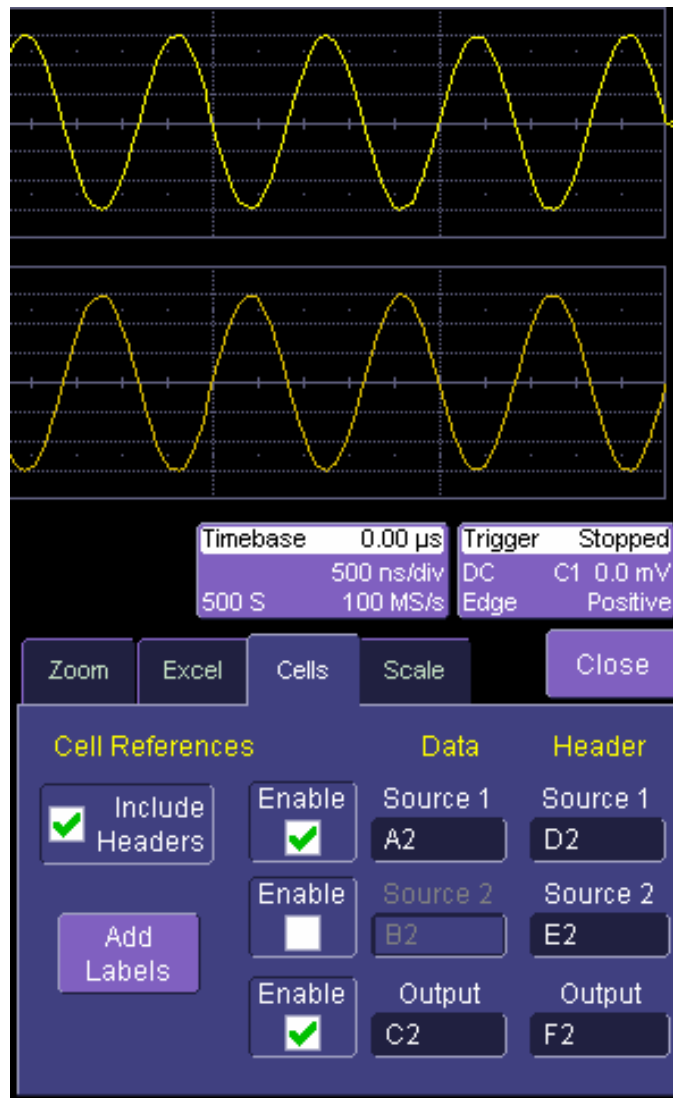 Timebase 0.00 µs
500 ns/div
500 S 100 MS/s
Trigger Stopped
DC C1 0.0 mV
Edge Positive
Zoom Excel Cells Scale Close
Cell References Data Header
Include Headers
Enable
Source 1
A2
Source 1
D2
Enable
Source 2
B2
Source 2
E2
Add Labels
Enable
Output
C2
Output
F2